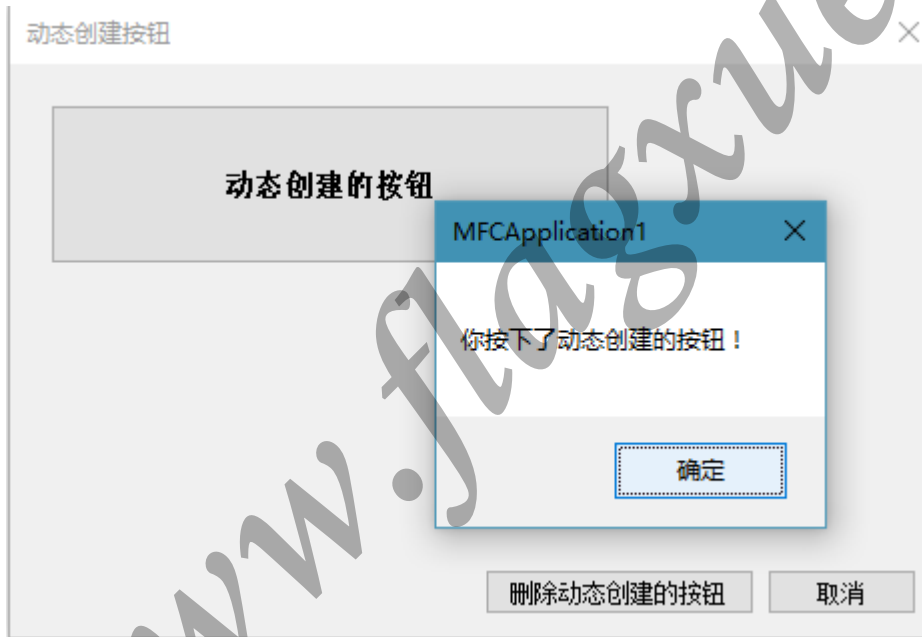 动态创建按钮
动态创建的按钮
MFCApplication1
你按下了动态创建的按钮！
确定
删除动态创建的按钮
取消
www.flagxue